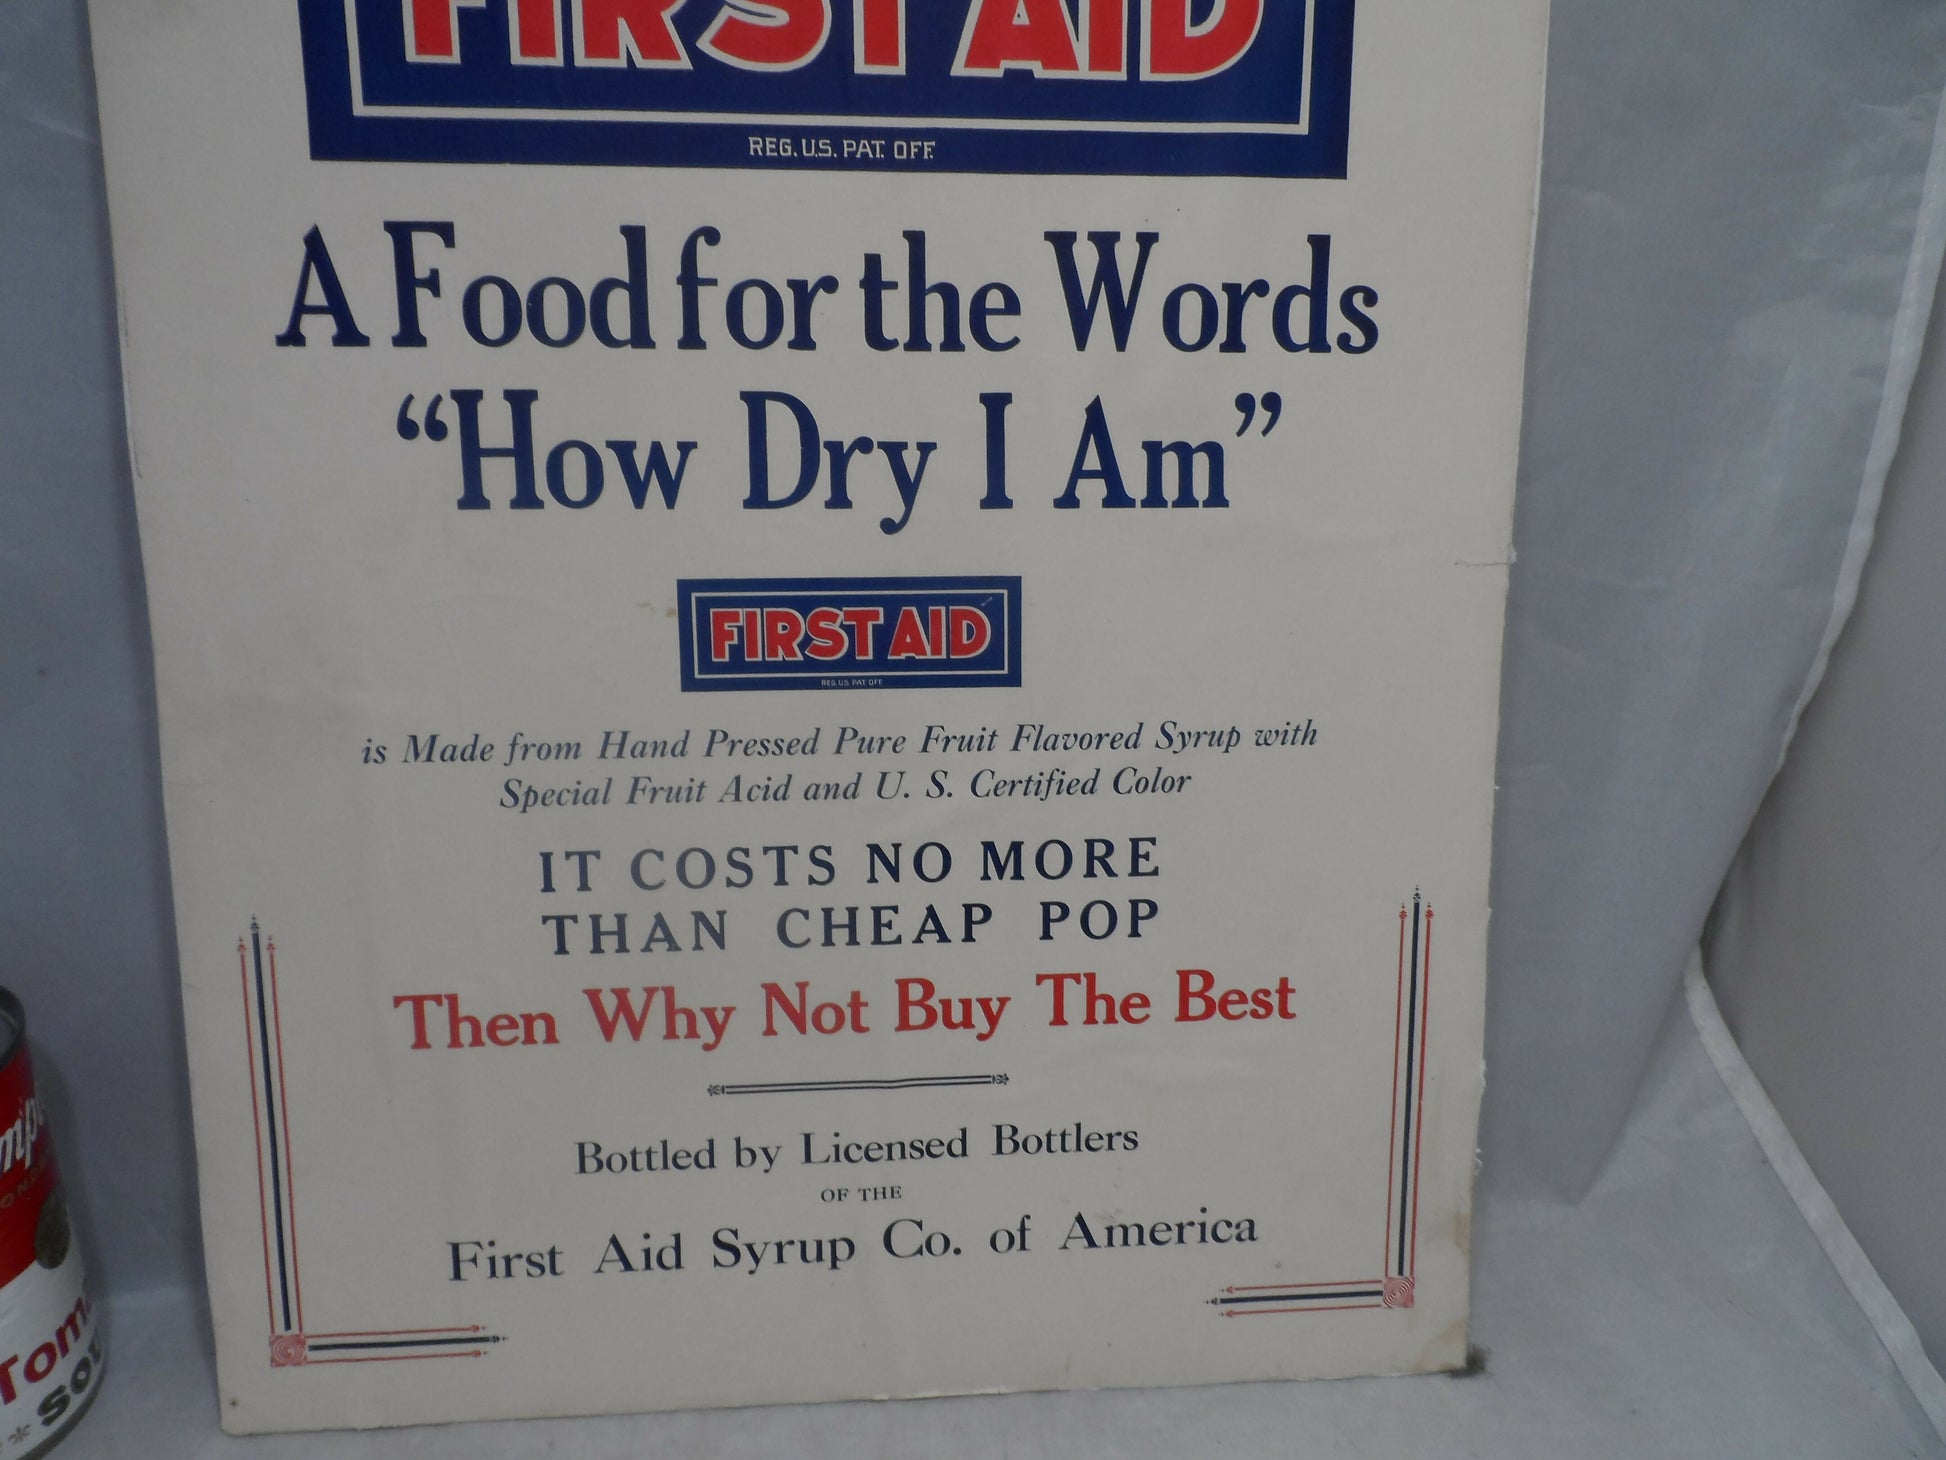 FIRST AID
REG. U.S. PAT. OFF.
A Food for the Words
“How Dry I Am”
FIRST AID
REG. U.S. PAT. OFF.
is Made from Hand Pressed Pure Fruit Flavored Syrup with
Special Fruit Acid and U. S. Certified Color
IT COSTS NO MORE
THAN CHEAP POP
Then Why Not Buy The Best
Bottled by Licensed Bottlers
OF THE
First Aid Syrup Co. of America